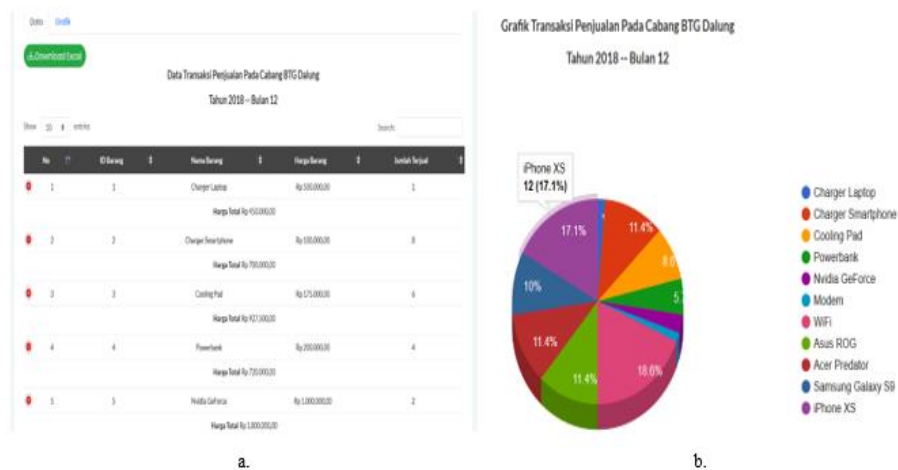 Data Grafik
Download Excel
Data Transaksi Penjualan Pada Cabang BTG Dalung
Tahun 2018 -- Bulan 12
Show 10 entries Search:
No ID Barang Nama Barang Harga Barang Jumlah Terjual
1 1 Charger Laptop Rp 500.000,00 1
Harga Total Rp 450.000,00
2 2 Charger Smartphone Rp 100.000,00 8
Harga Total Rp 700.000,00
3 3 Cooling Pad Rp 175.000,00 6
Harga Total Rp 927.500,00
4 4 Powerbank Rp 200.000,00 4
Harga Total Rp 720.000,00
5 5 Nvidia GeForce Rp 1.000.000,00 2
Harga Total Rp 1.800.000,00
a.
Grafik Transaksi Penjualan Pada Cabang BTG Dalung
Tahun 2018 -- Bulan 12
iPhone XS
12 (17.1%)
17.1%
11.4%
10%
11.4%
11.4%
18.6%
Charger Laptop
Charger Smartphone
Cooling Pad
Powerbank
Nvidia GeForce
Modem
WiFi
Asus ROG
Acer Predator
Samsung Galaxy S9
iPhone XS
b.